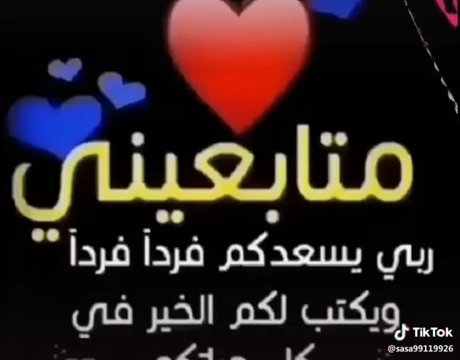 متابعيني
ربي يسعدكم فرداً فرداً
ويكتب لكم الخير في
TikTok
@sasa99119926